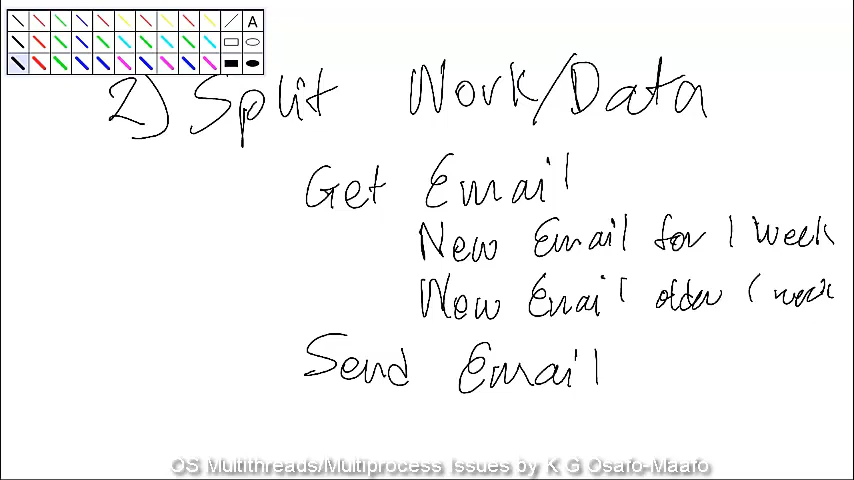 A
2) Split Work/Data
Get Email
New Email for 1 Week
New Email older 1 week
Send Email
OS Multithreads/Multiprocess Issues by K G Osafo-Maafo